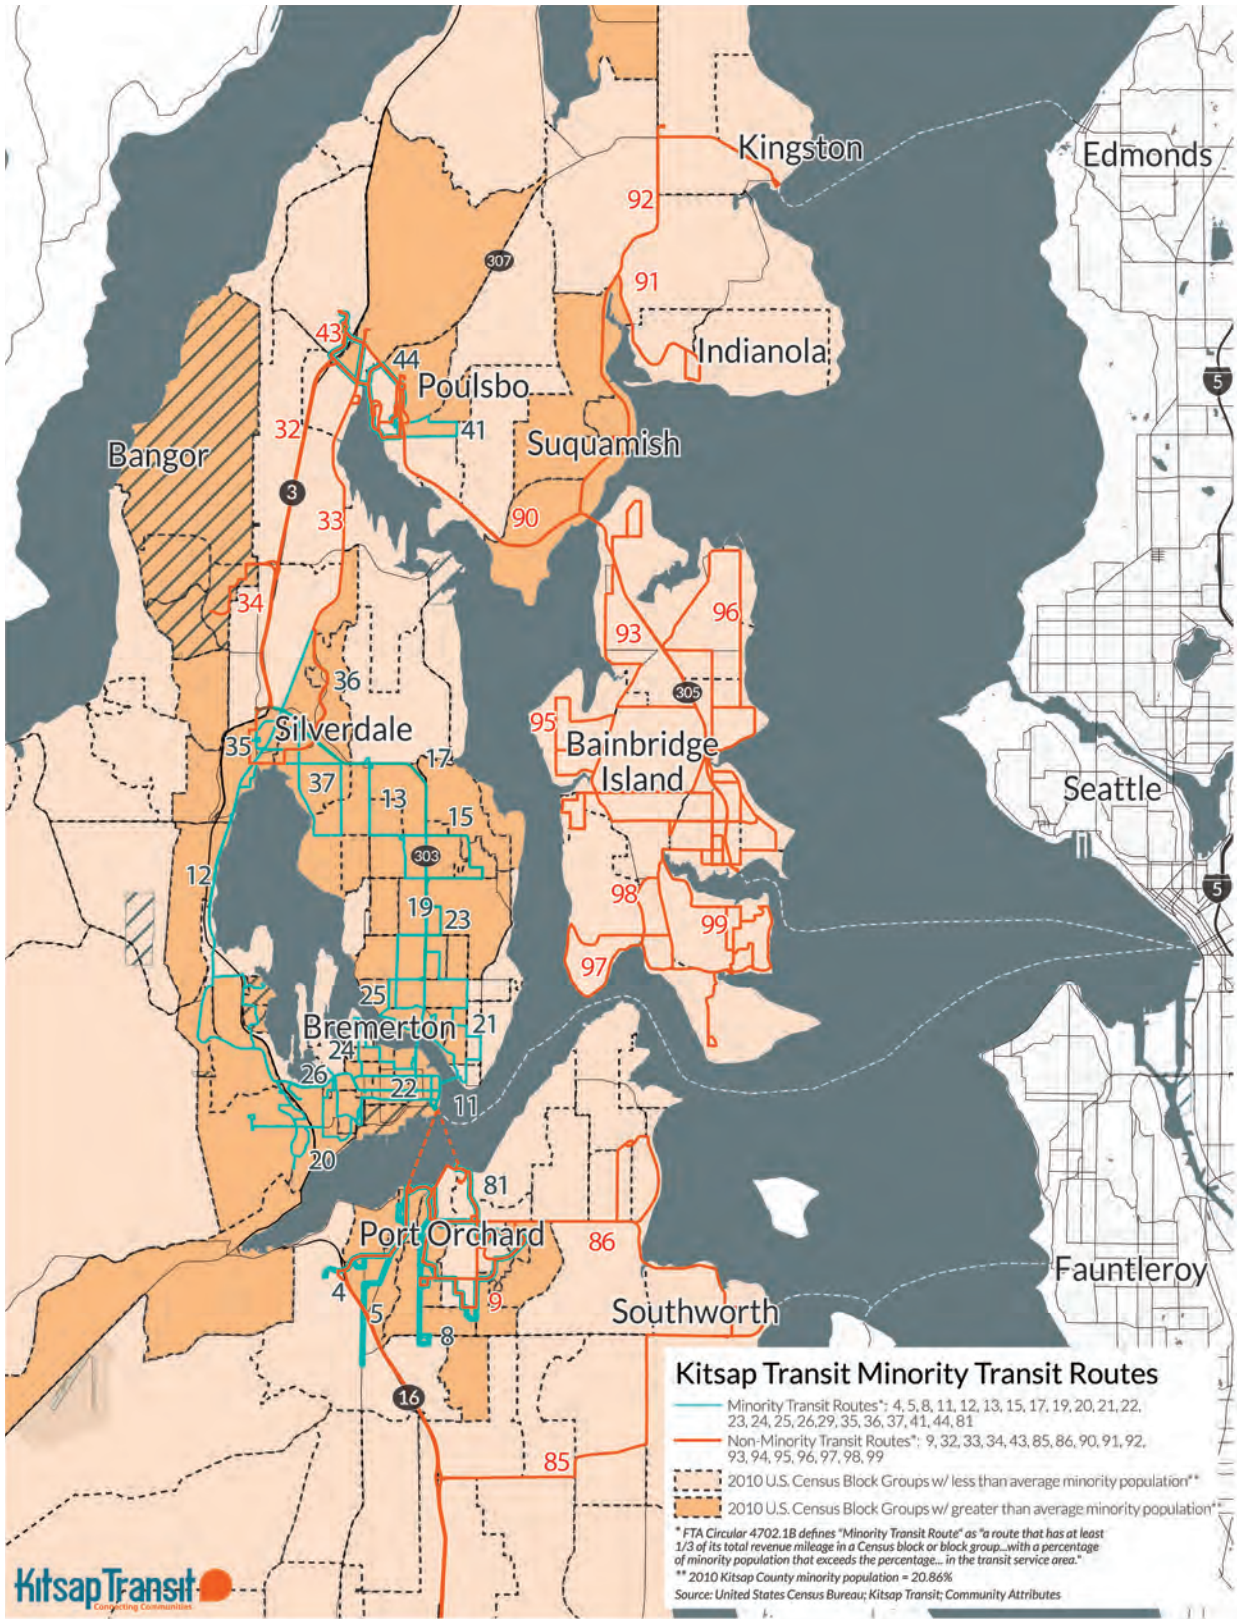 Kingston
Edmonds
92
307
91
43
44
Indianola
5
Poulsbo
32
41
Suquamish
Bangor
3
33
90
34
96
93
36
305
95
Silverdale
35
17
Bainbridge
Island
37
13
Seattle
15
303
12
5
98
19
23
99
97
25
Bremerton
21
24
26
22
11
20
81
Port Orchard
86
Fauntleroy
4
9
5
Southworth
8
16
85
Kitsap Transit Minority Transit Routes
Minority Transit Routes*: 4, 5, 8, 11, 12, 13, 15, 17, 19, 20, 21, 22,
23, 24, 25, 26,29, 35, 36, 37, 41, 44, 81
Non-Minority Transit Routes*: 9, 32, 33, 34, 43, 85, 86, 90, 91, 92,
93, 94, 95, 96, 97, 98, 99
2010 U.S. Census Block Groups w/ less than average minority population**
2010 U.S. Census Block Groups w/ greater than average minority population**
* FTA Circular 4702.1B defines "Minority Transit Route" as "a route that has at least
1/3 of its total revenue mileage in a Census block or block group...with a percentage
of minority population that exceeds the percentage... in the transit service area."
** 2010 Kitsap County minority population = 20.86%
Source: United States Census Bureau; Kitsap Transit; Community Attributes
Kitsap Transit
Connecting Communities